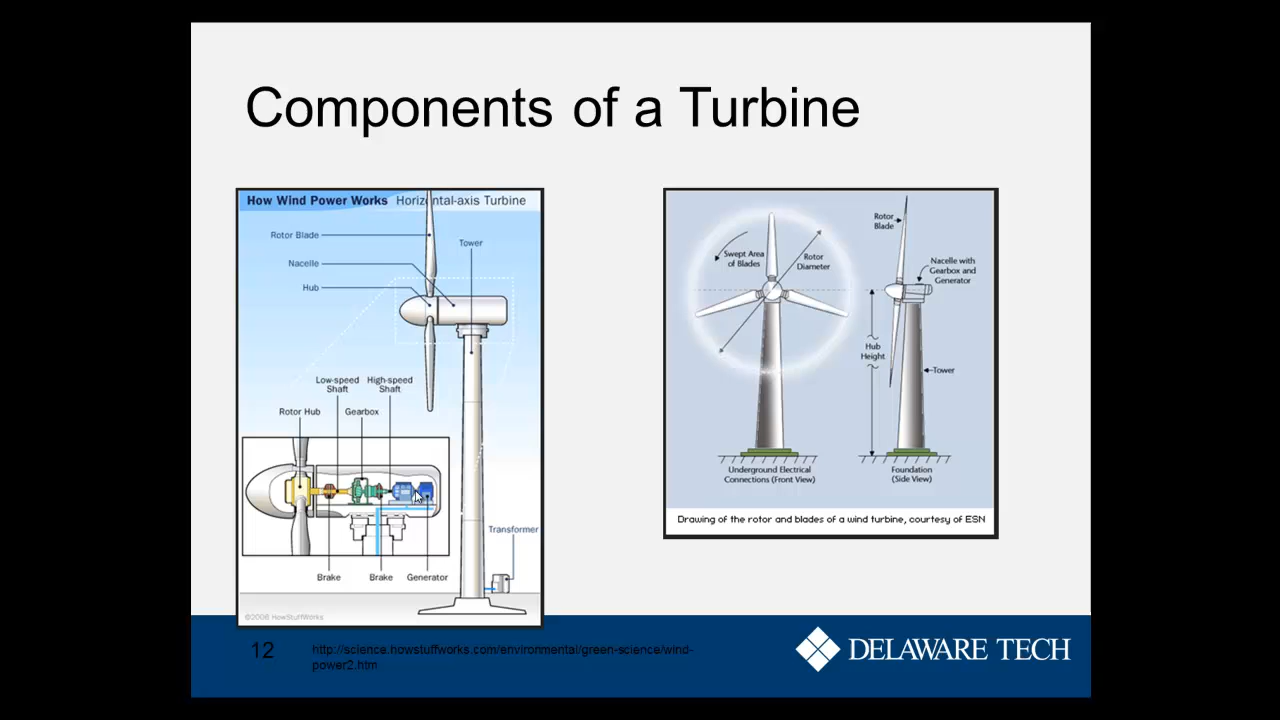 Components of a Turbine
How Wind Power Works Horizontal-axis Turbine
Rotor Blade
Tower
Nacelle
Hub
Low-speed
Shaft
High-speed
Shaft
Rotor Hub
Gearbox
Transformer
Brake
Brake
Generator
©2006 HowStuffWorks
Rotor
Blade
Swept Area
of Blades
Rotor
Diameter
Nacelle with
Gearbox and
Generator
Hub
Height
Tower
Underground Electrical
Connections (Front View)
Foundation
(Side View)
Drawing of the rotor and blades of a wind turbine, courtesy of ESN
12
http://science.howstuffworks.com/environmental/green-science/wind-
power2.htm
DELAWARE TECH